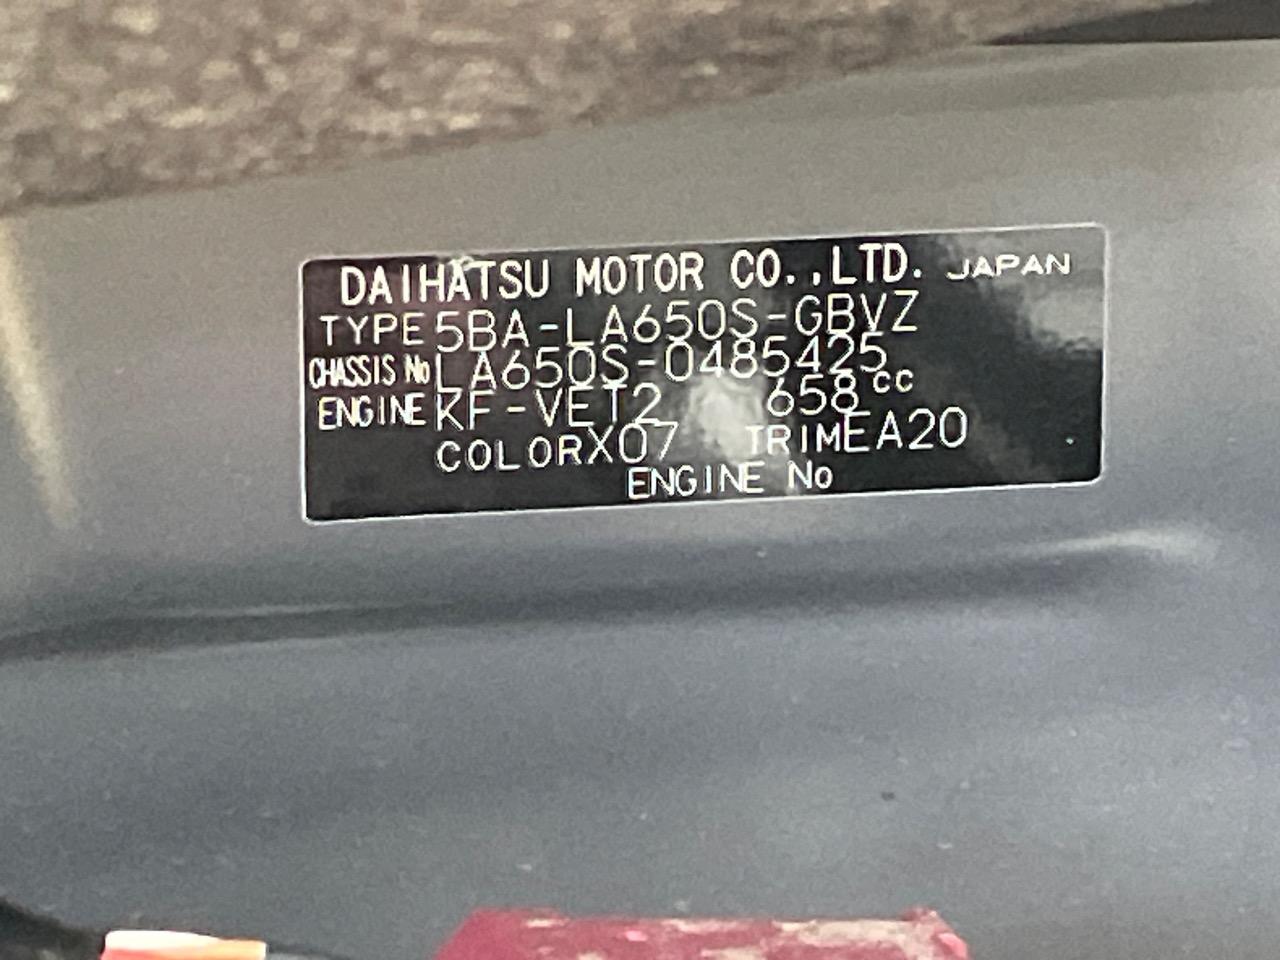 DAIHATSU MOTOR CO.,LTD. JAPAN
TYPE 5BA-LA650S-GBVZ
CHASSIS No LA650S-0485425
ENGINE KF-VET2 658cc
COLOR X07 TRIM EA20
ENGINE No